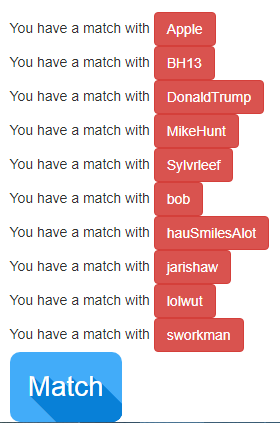 You have a match with Apple
You have a match with BH13
You have a match with DonaldTrump
You have a match with MikeHunt
You have a match with Sylvrleef
You have a match with bob
You have a match with hauSmilesAlot
You have a match with jarishaw
You have a match with lolwut
You have a match with sworkman
Match